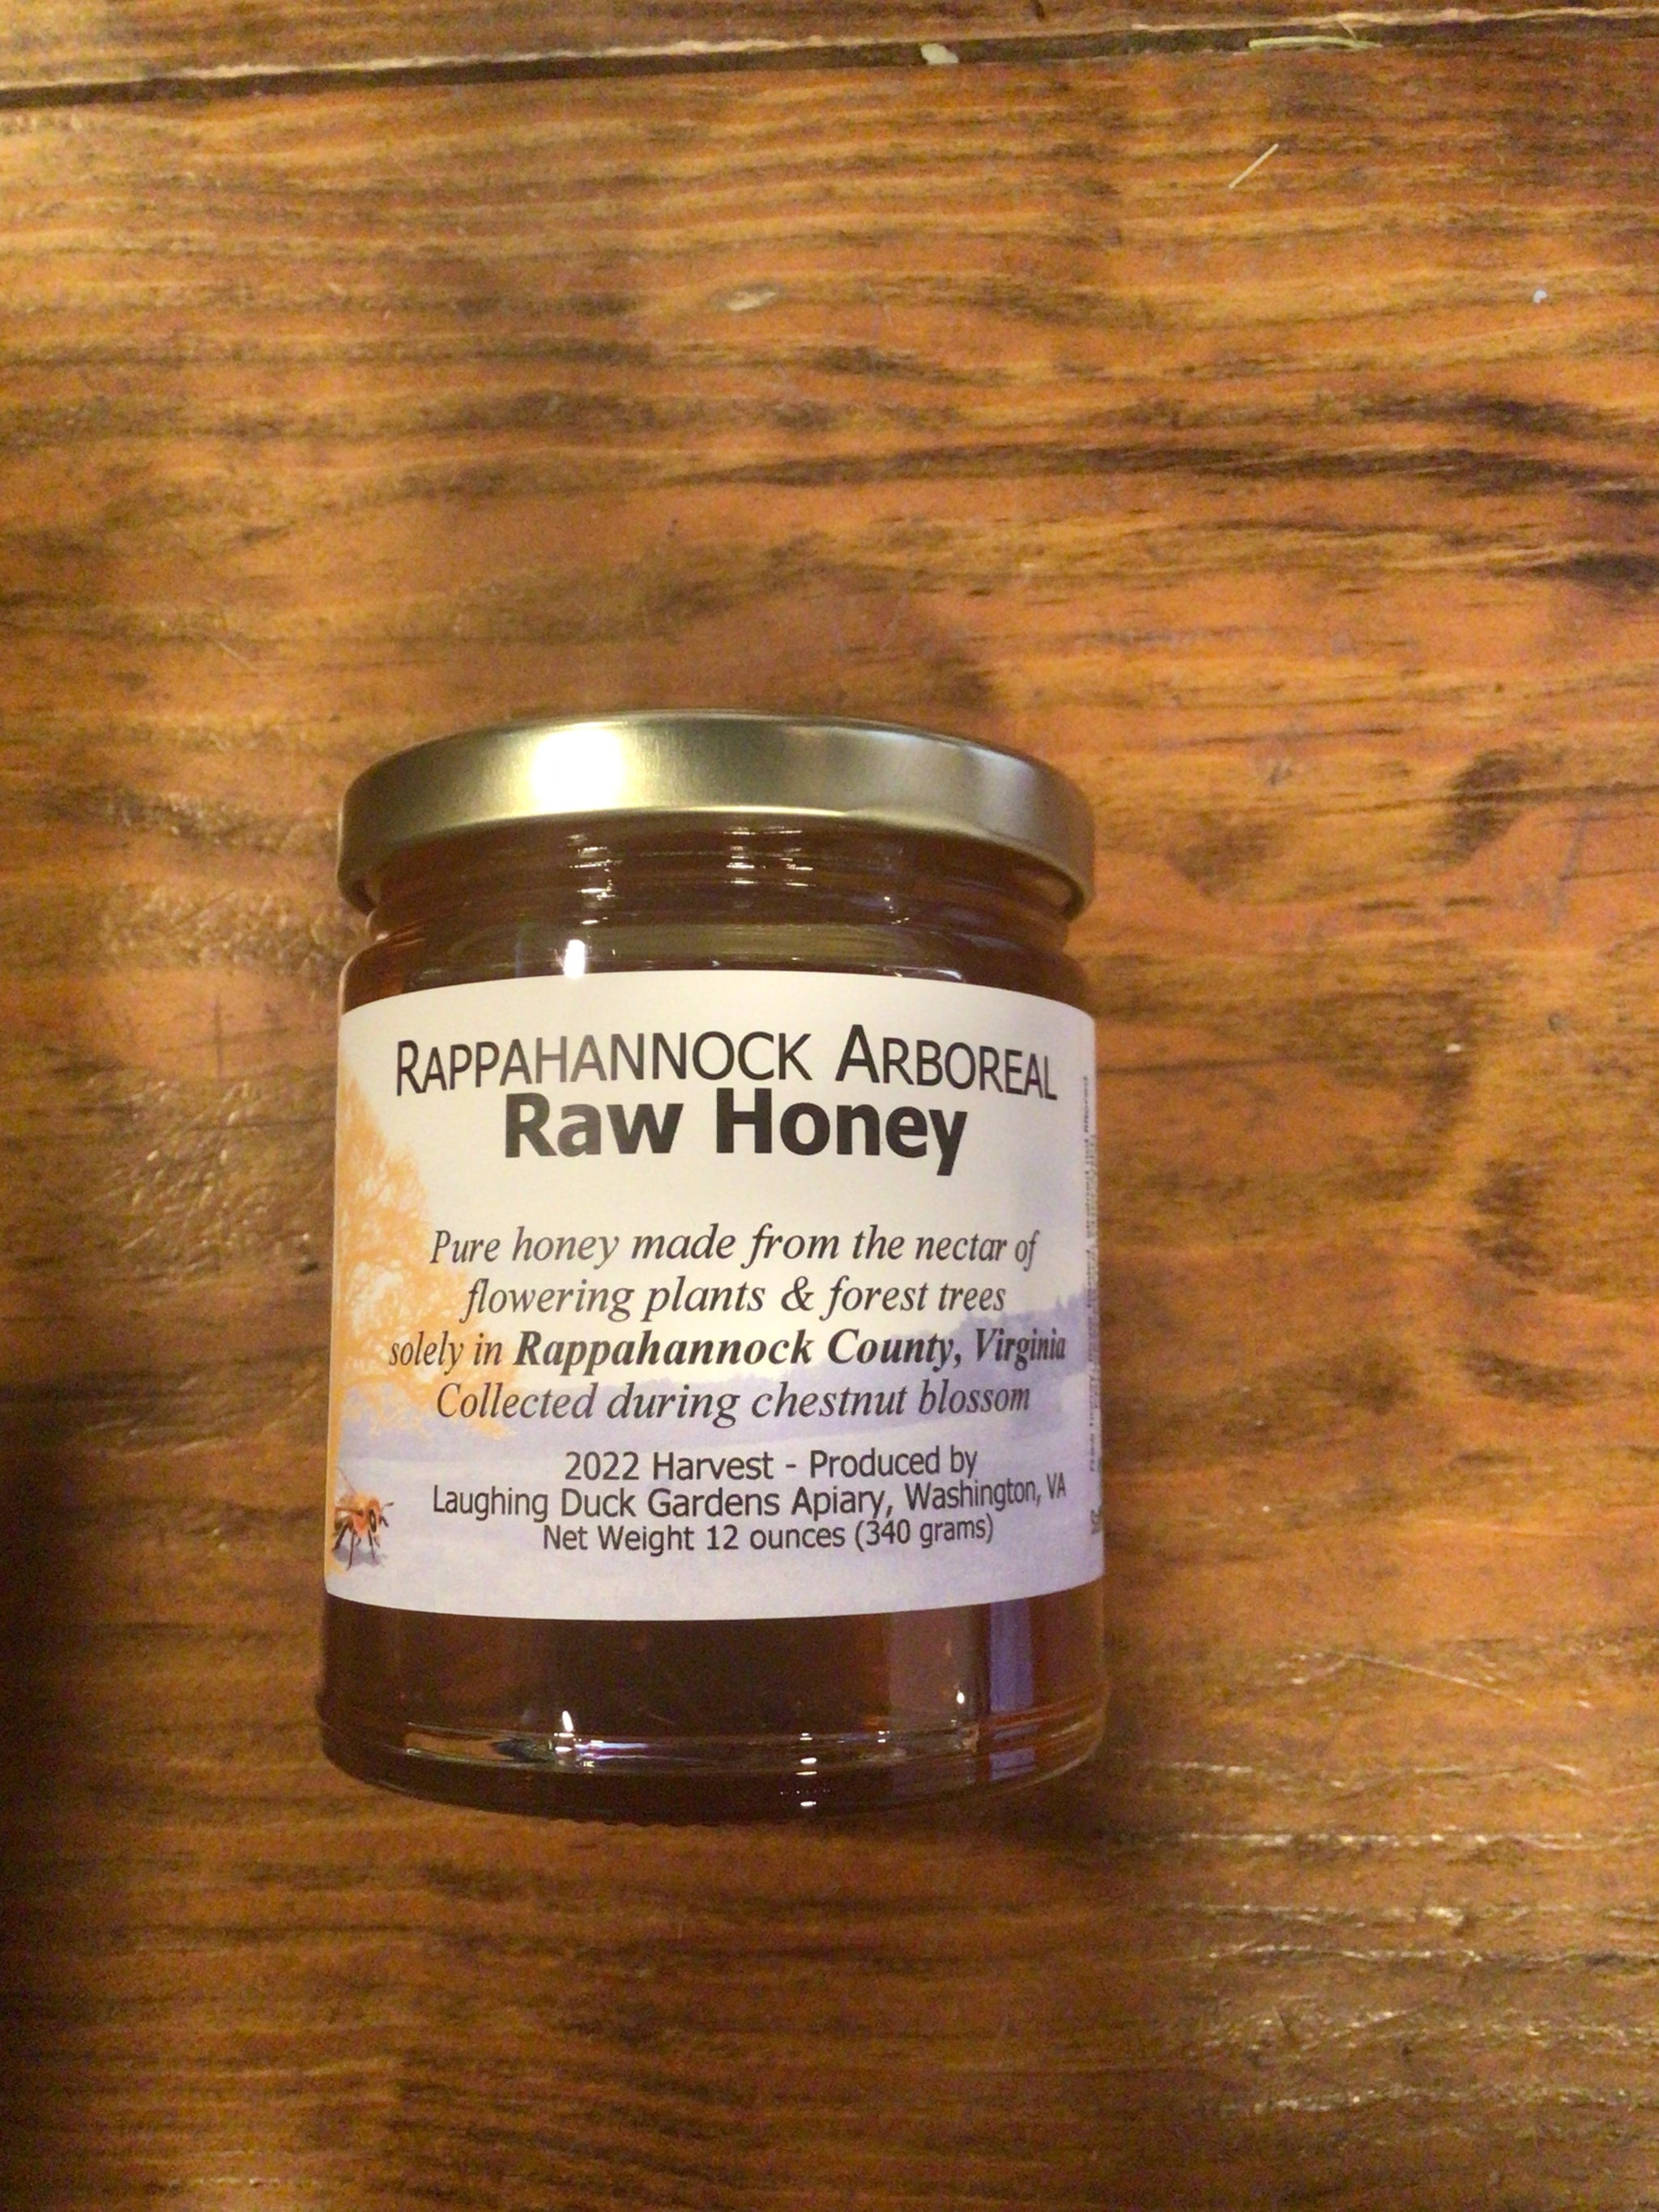 RAPPAHANNOCK ARBOREAL
Raw Honey
Pure honey made from the nectar of
flowering plants & forest trees
solely in Rappahannock County, Virginia
Collected during chestnut blossom
2022 Harvest - Produced by
Laughing Duck Gardens Apiary, Washington, VA
Net Weight 12 ounces (340 grams)